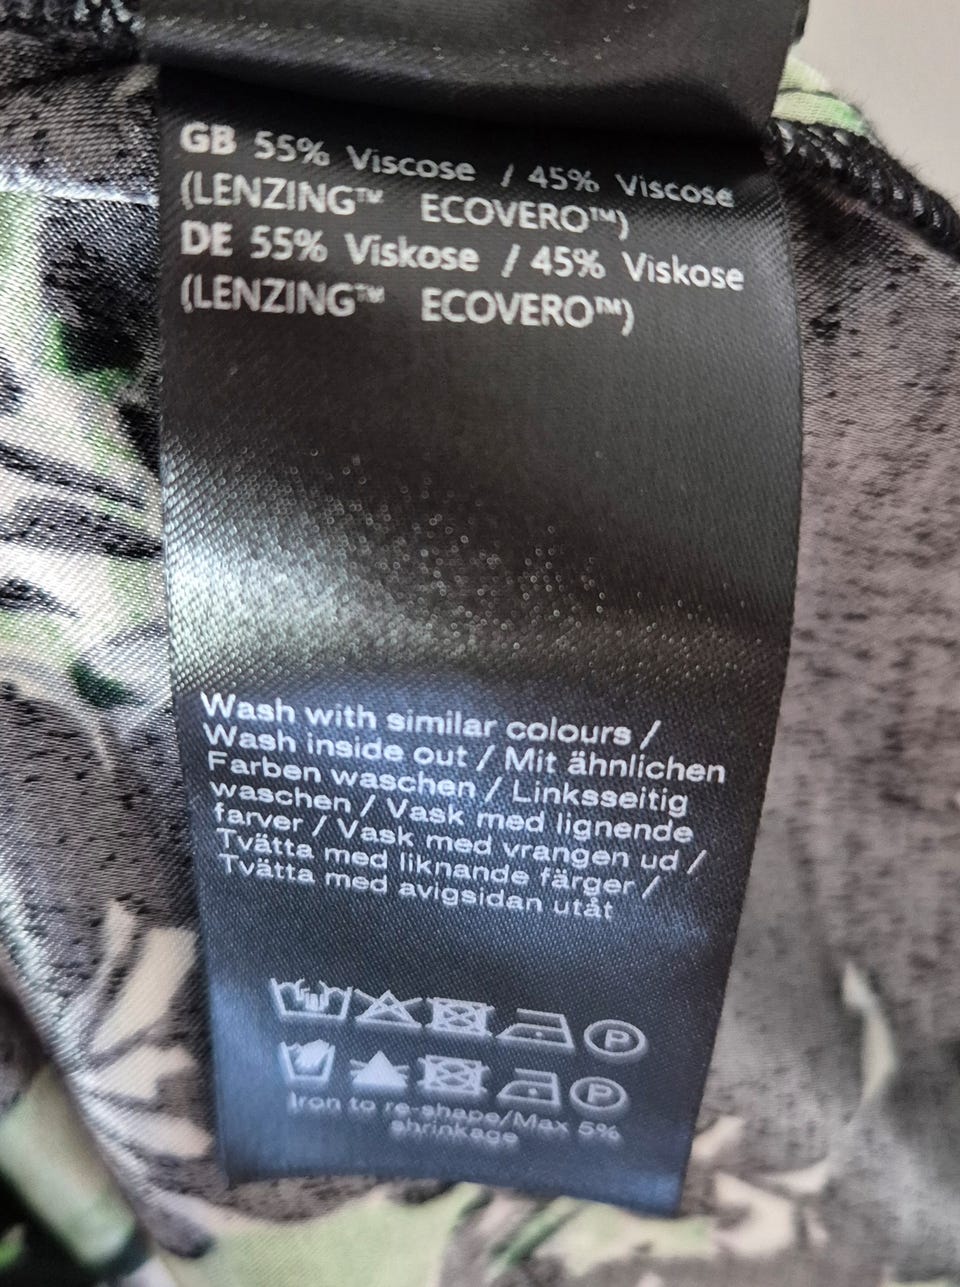 GB 55% Viscose / 45% Viscose
(LENZING™ ECOVERO™)
DE 55% Viskose / 45% Viskose
(LENZING™ ECOVERO™)
Wash with similar colours /
Wash inside out / Mit ähnlichen
Farben waschen / Linksseitig
waschen / Vask med lignende
farver / Vask med vrangen ud /
Tvätta med liknande färger /
Tvätta med avigsidan utåt
P
P
Iron to re-shape/Max 5%
shrinkage